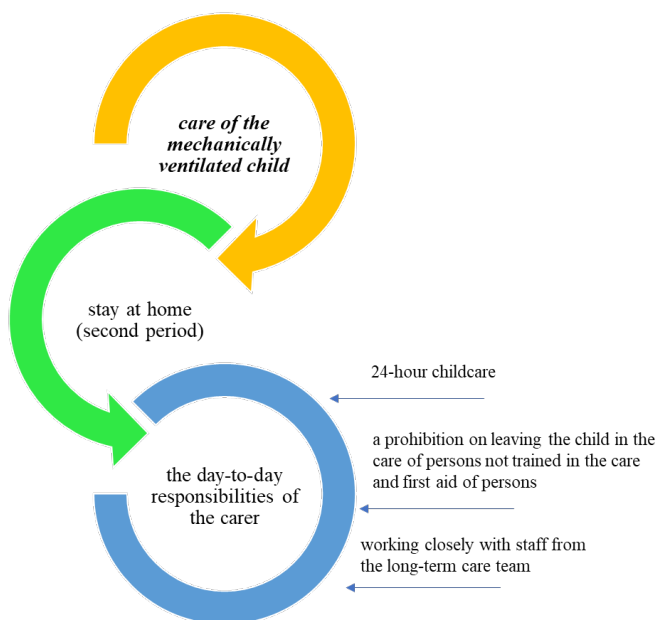 care of the
mechanically
ventilated child
stay at home
(second period)
the day-to-day
responsibilities of
the carer
24-hour childcare
a prohibition on leaving the child in the
care of persons not trained in the care
and first aid of persons
working closely with staff from
the long-term care team